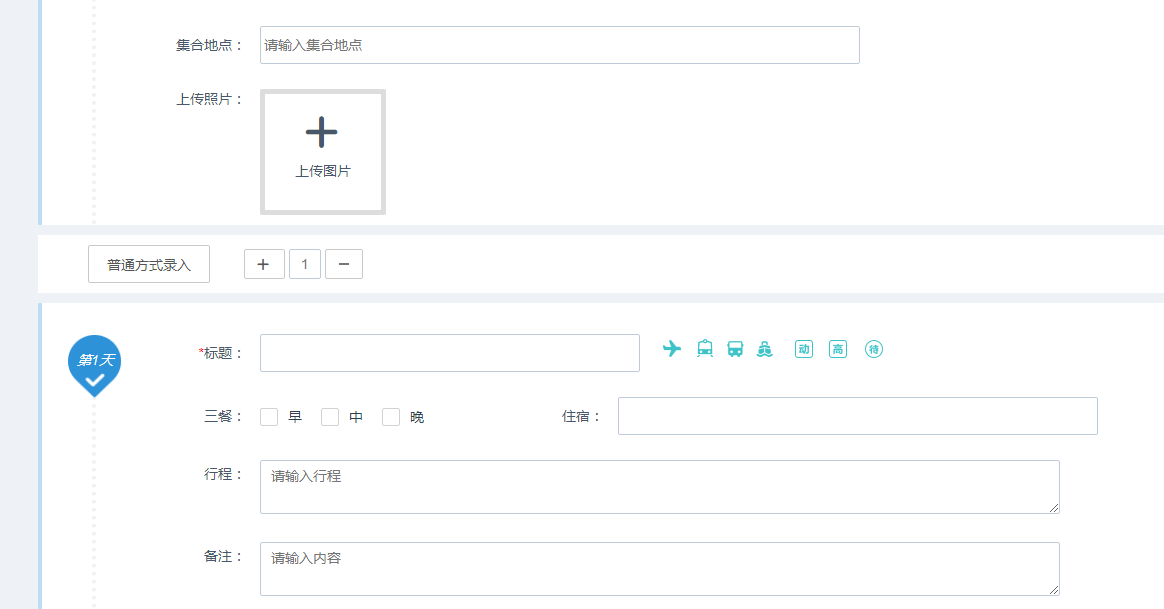 集合地点： 请输入集合地点
上传照片：
上传图片
普通方式录入 + 1 −
第1天
*标题： 动 高 待
三餐： 早 中 晚 住宿：
行程： 请输入行程
备注： 请输入内容